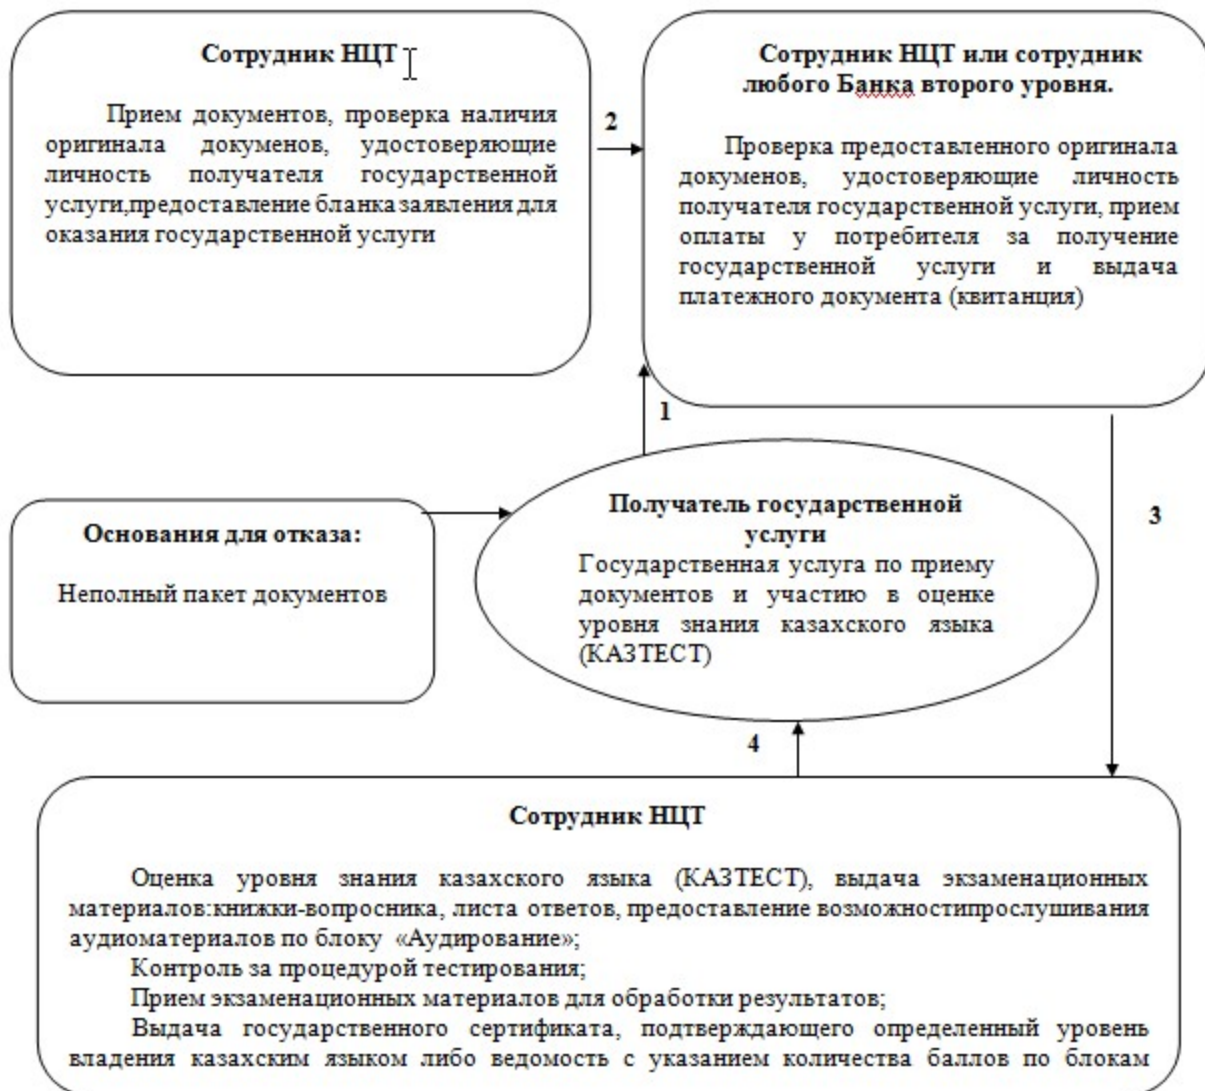 Сотрудник НЦТ
Прием документов, проверка наличия
оригинала докуменов, удостоверяющие
личность получателя государственной
услуги,предоставление бланка заявления для
оказания государственной услуги
2
Сотрудник НЦТ или сотрудник
любого Банка второго уровня.
Проверка предоставленного оригинала
докуменов, удостоверяющие личность
получателя государственной услуги, прием
оплаты у потребителя за получение
государственной услуги и выдача
платежного документа (квитанция)
1
Основания для отказа:
Неполный пакет документов
Получатель государственной
услуги
Государственная услуга по приему
документов и участию в оценке
уровня знания казахского языка
(КАЗТЕСТ)
3
4
Сотрудник НЦТ
Оценка уровня знания казахского языка (КАЗТЕСТ), выдача экзаменационных
материалов:книжки-вопросника, листа ответов, предоставление возможностипрослушивания
аудиоматериалов по блоку «Аудирование»;
Контроль за процедурой тестирования;
Прием экзаменационных материалов для обработки результатов;
Выдача государственного сертификата, подтверждающего определенный уровень
владения казахским языком либо ведомость с указанием количества баллов по блокам